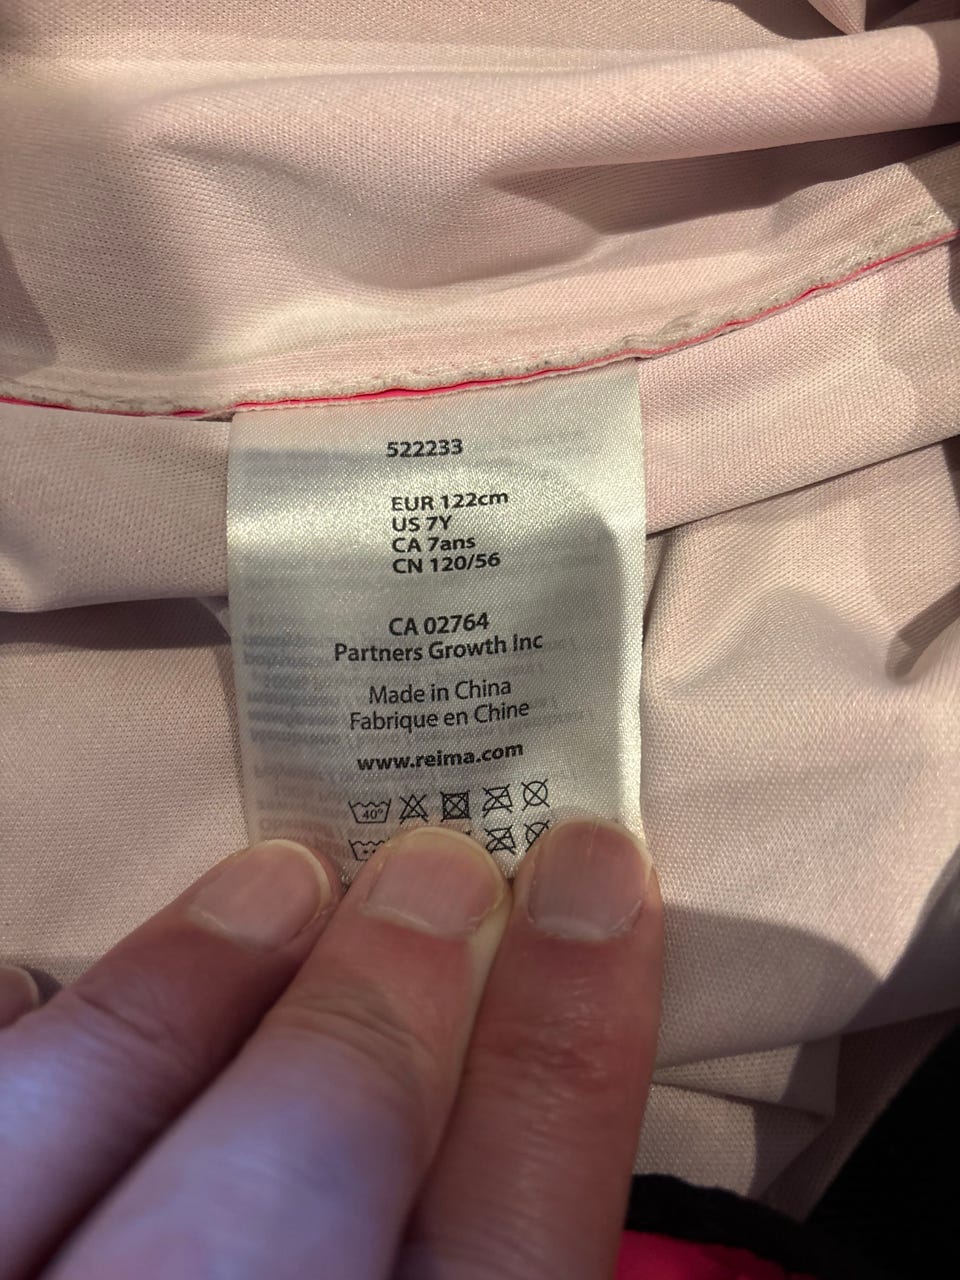 522233
EUR 122cm
US 7Y
CA 7ans
CN 120/56
CA 02764
Partners Growth Inc
Made in China
Fabrique en Chine
www.reima.com
40°